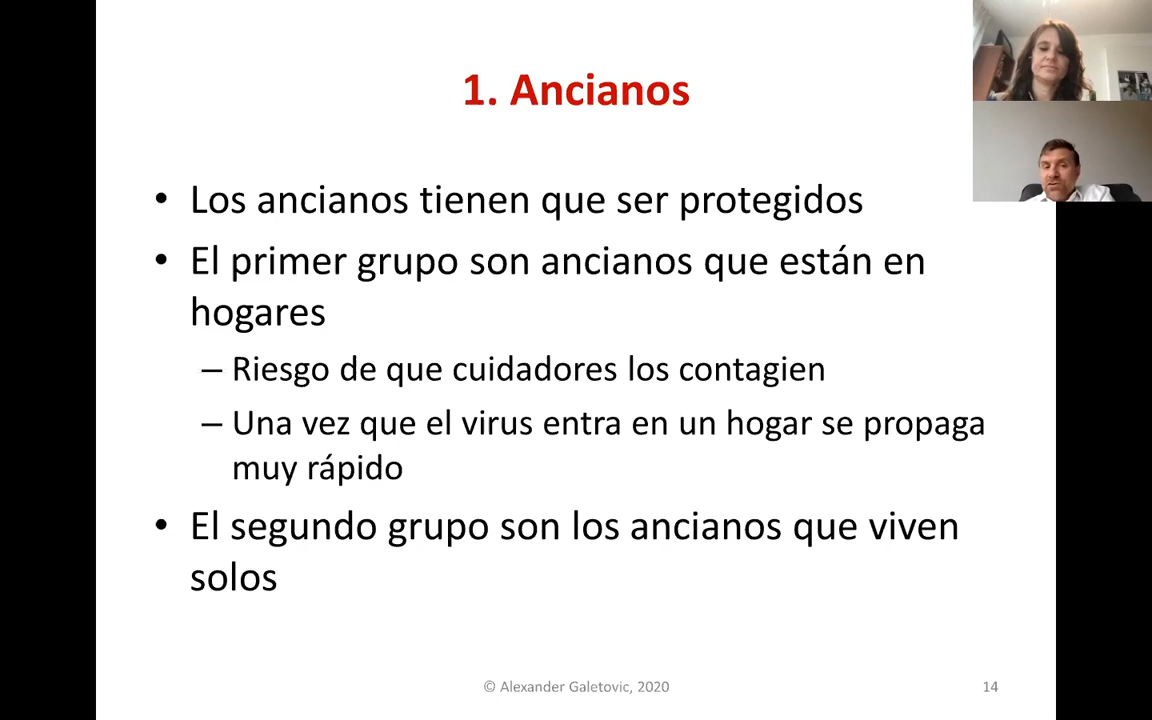 1. Ancianos
• Los ancianos tienen que ser protegidos
• El primer grupo son ancianos que están en
hogares
– Riesgo de que cuidadores los contagien
– Una vez que el virus entra en un hogar se propaga
muy rápido
• El segundo grupo son los ancianos que viven
solos
© Alexander Galetovic, 2020
14